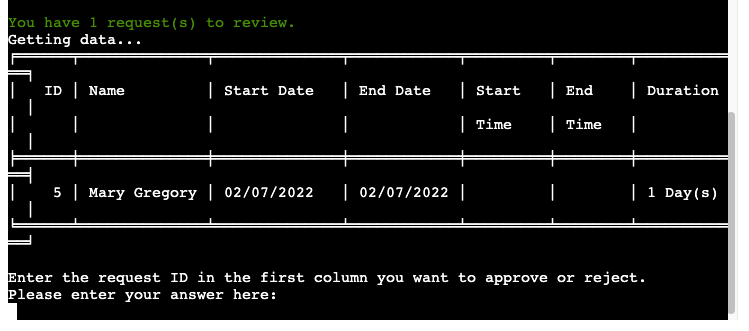 You have 1 request(s) to review.
Getting data...
ID | Name | Start Date | End Date | Start | End | Duration
Time | Time
5 | Mary Gregory | 02/07/2022 | 02/07/2022 | | | 1 Day(s)
Enter the request ID in the first column you want to approve or reject.
Please enter your answer here: